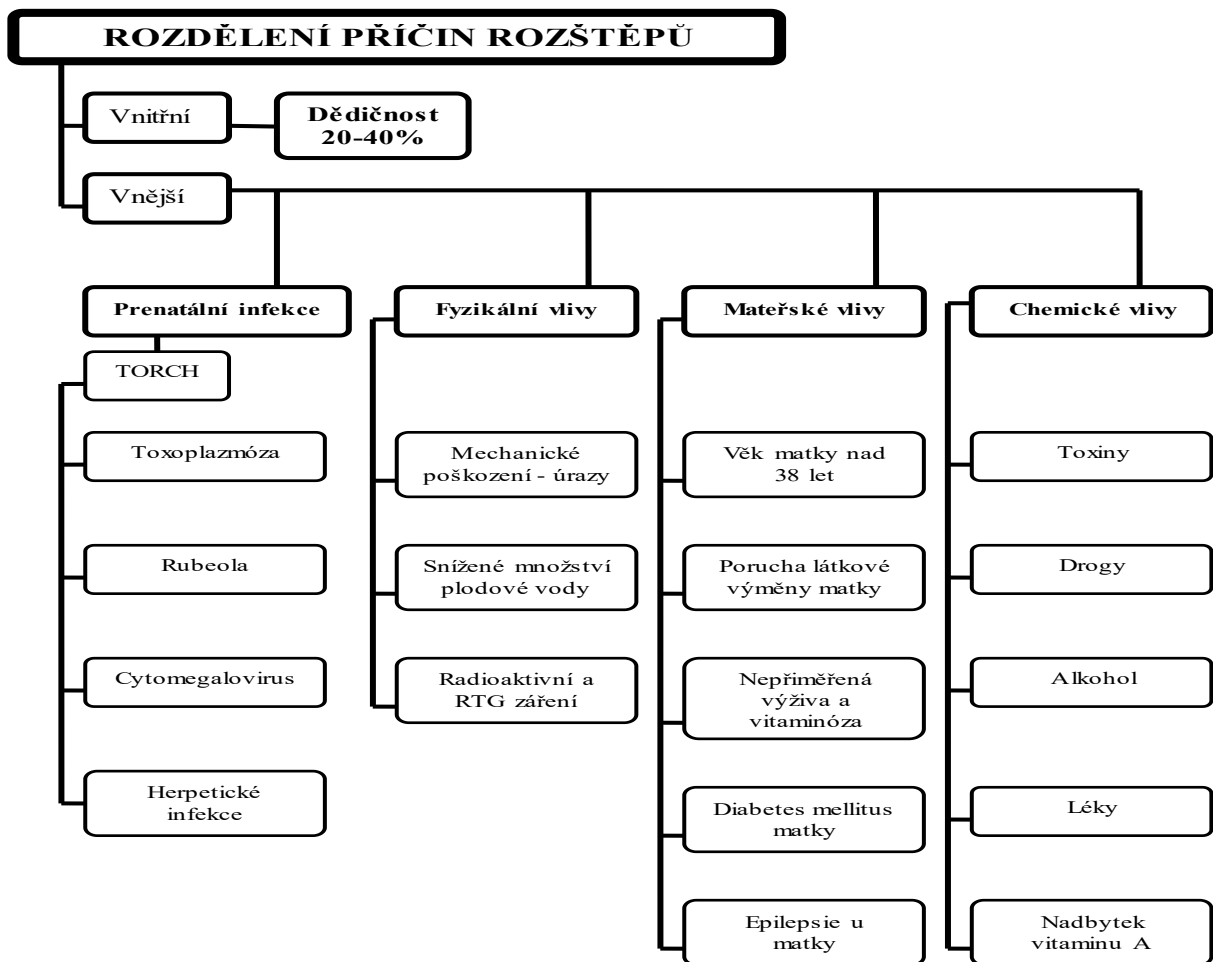 ROZDĚLENÍ PŘÍČIN ROZŠTĚPŮ
Vnitřní
Dědičnost
20-40%
Vnější
Prenatální infekce
TORCH
Toxoplazmóza
Rubeola
Cytomegalovirus
Herpetické
infekce
Fyzikální vlivy
Mechanické
poškození - úrazy
Snížené množství
plodové vody
Radioaktivní a
RTG záření
Mateřské vlivy
Věk matky nad
38 let
Porucha látkové
výměny matky
Nepřiměřená
výživa a
vitaminóza
Diabetes mellitus
matky
Epilepsie u
matky
Chemické vlivy
Toxiny
Drogy
Alkohol
Léky
Nadbytek
vitaminu A